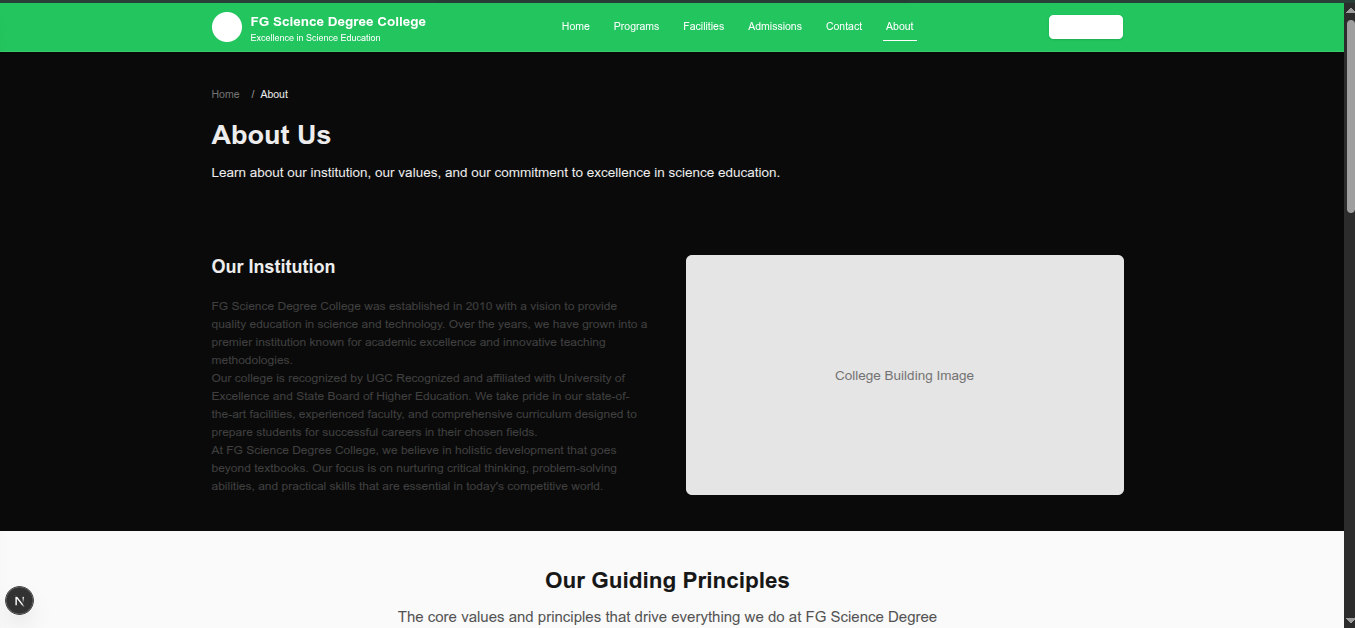 FG Science Degree College
Excellence in Science Education
Home
Programs
Facilities
Admissions
Contact
About
Home / About
About Us
Learn about our institution, our values, and our commitment to excellence in science education.
Our Institution
FG Science Degree College was established in 2010 with a vision to provide
quality education in science and technology. Over the years, we have grown into a
premier institution known for academic excellence and innovative teaching
methodologies.
Our college is recognized by UGC Recognized and affiliated with University of
Excellence and State Board of Higher Education. We take pride in our state-of-
the-art facilities, experienced faculty, and comprehensive curriculum designed to
prepare students for successful careers in their chosen fields.
At FG Science Degree College, we believe in holistic development that goes
beyond textbooks. Our focus is on nurturing critical thinking, problem-solving
abilities, and practical skills that are essential in today's competitive world.
College Building Image
Our Guiding Principles
The core values and principles that drive everything we do at FG Science Degree
N